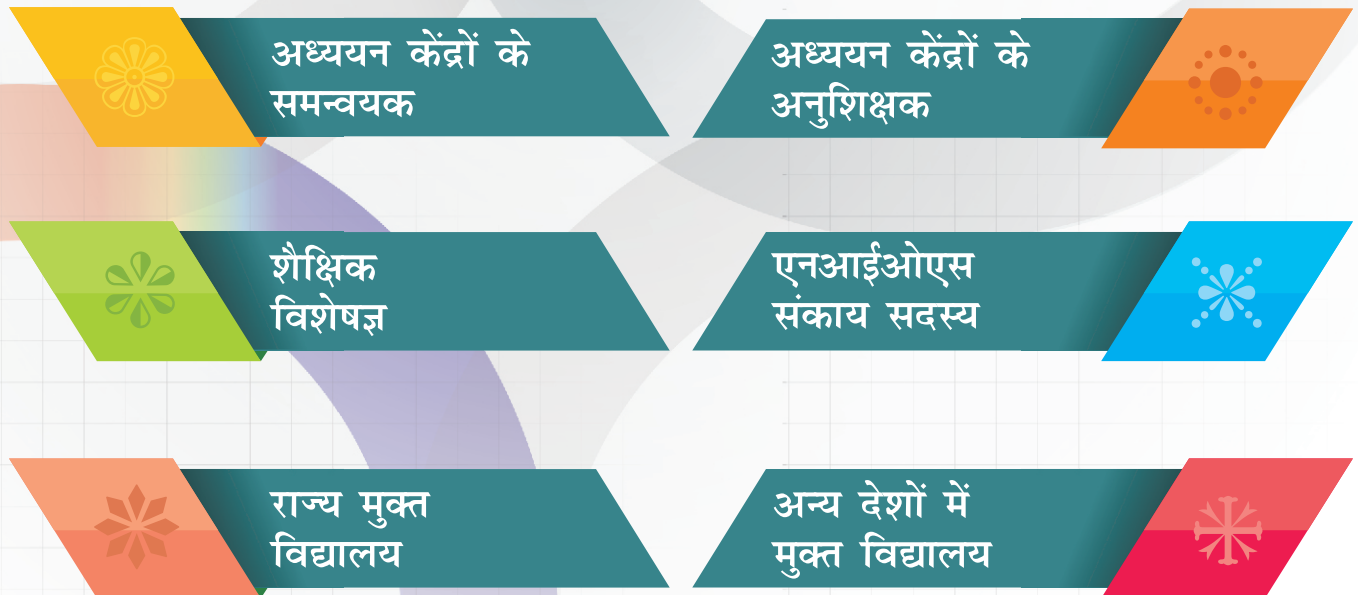 अध्ययन केंद्रों के
समन्वयक
अध्ययन केंद्रों के
अनुशिक्षक
शैक्षिक
विशेषज्ञ
एनआईओएस
संकाय सदस्य
राज्य मुक्त
विद्यालय
अन्य देशों में
मुक्त विद्यालय